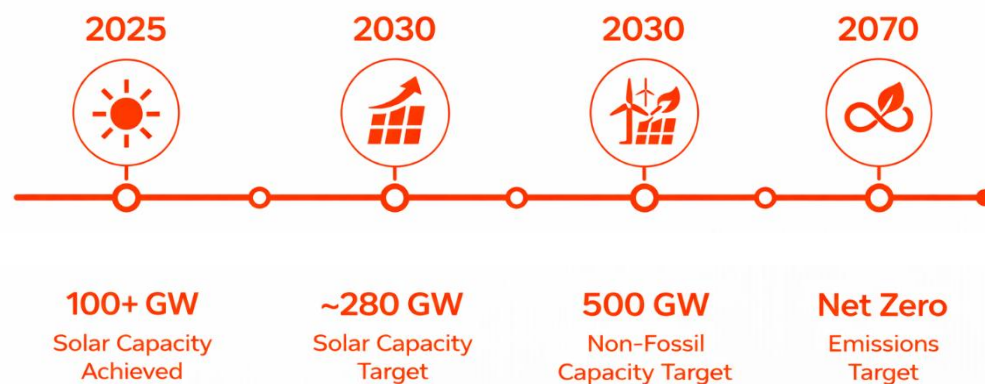 2025
2030
2030
2070
100+ GW
Solar Capacity
Achieved
~280 GW
Solar Capacity
Target
500 GW
Non-Fossil
Capacity Target
Net Zero
Emissions
Target